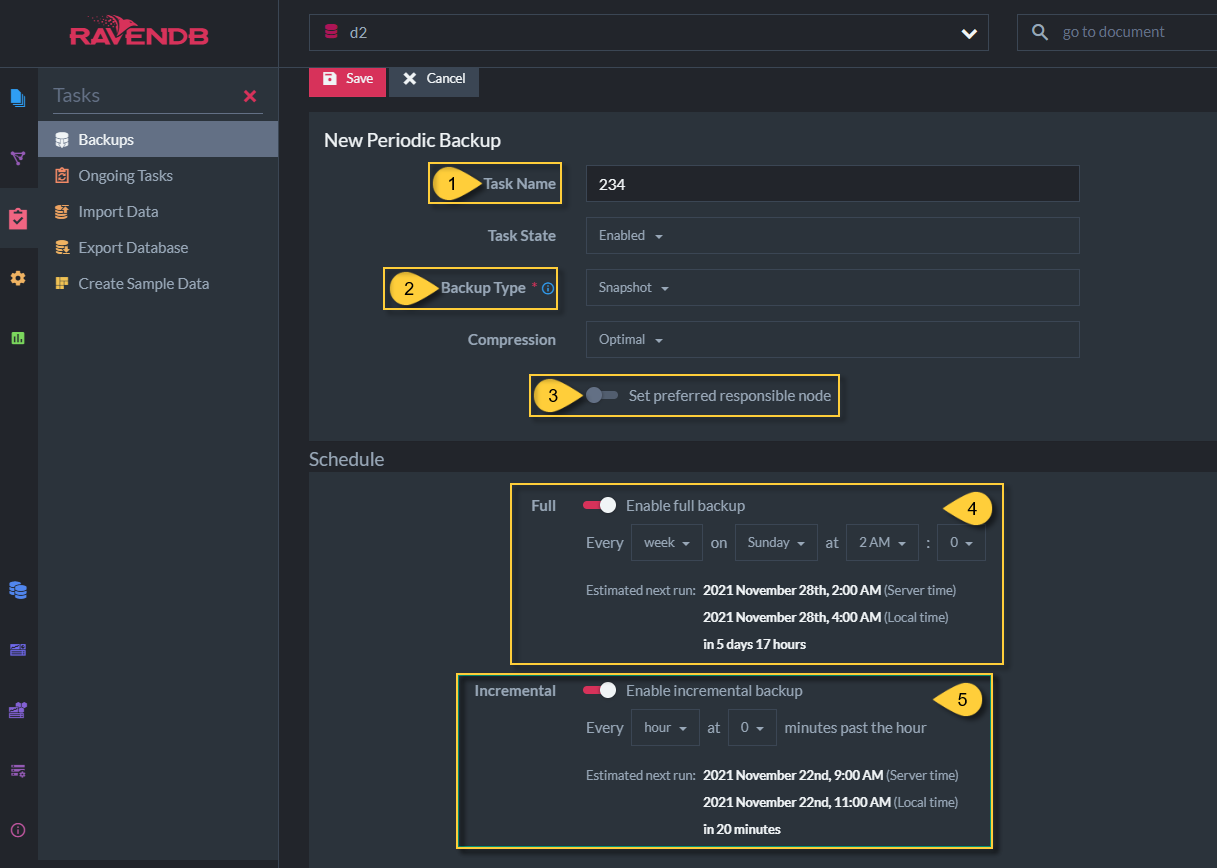 RAVENDB
d2
go to document
Save Cancel
Tasks
Backups
Ongoing Tasks
Import Data
Export Database
Create Sample Data
New Periodic Backup
1 Task Name 234
Task State Enabled
2 Backup Type * Snapshot
Compression Optimal
3 Set preferred responsible node
Schedule
Full Enable full backup 4
Every week on Sunday at 2 AM : 0
Estimated next run: 2021 November 28th, 2:00 AM (Server time)
2021 November 28th, 4:00 AM (Local time)
in 5 days 17 hours
Incremental Enable incremental backup 5
Every hour at 0 minutes past the hour
Estimated next run: 2021 November 22nd, 9:00 AM (Server time)
2021 November 22nd, 11:00 AM (Local time)
in 20 minutes